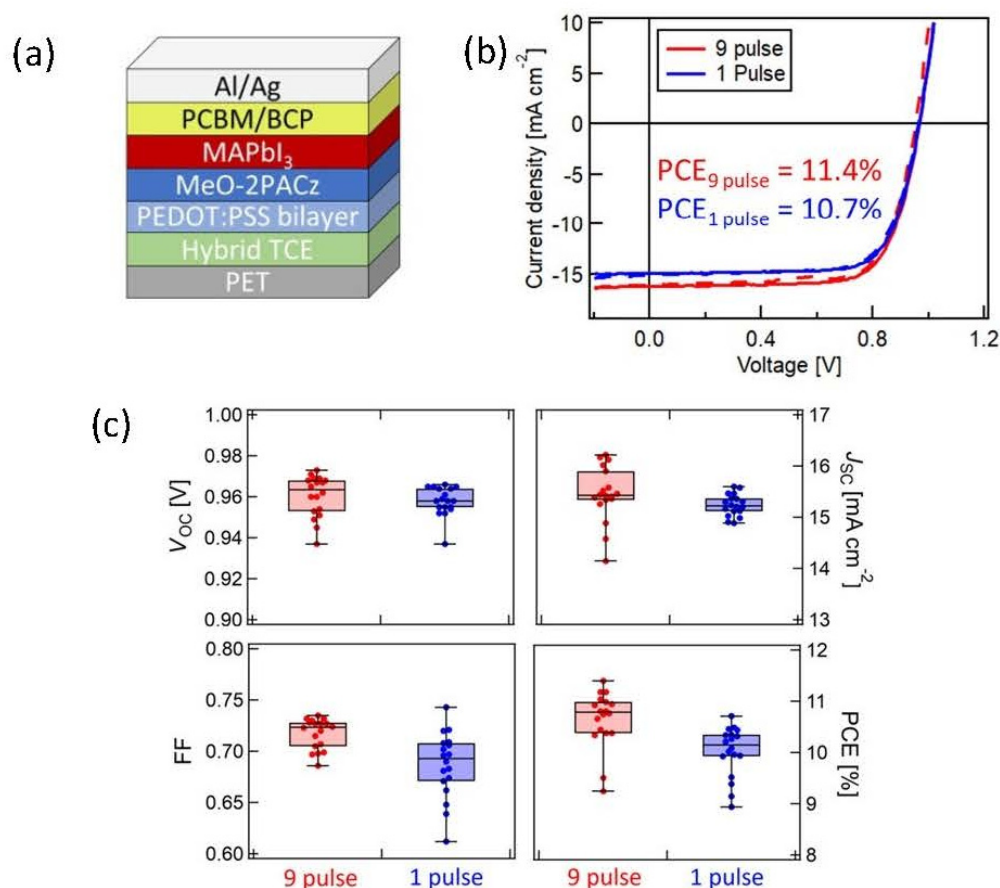 (a)
Al/Ag
PCBM/BCP
MAPbI₃
MeO-2PACz
PEDOT:PSS bilayer
Hybrid TCE
PET
(b)
Current density [mA cm⁻²]
10
5
0
-5
-10
-15
9 pulse
1 Pulse
PCE₉ pulse = 11.4%
PCE₁ pulse = 10.7%
0.0 0.4 0.8 1.2
Voltage [V]
(c)
V_OC [V]
1.00
0.98
0.96
0.94
0.92
0.90
17
16
15
14
13
J_SC [mA cm⁻²]
FF
0.80
0.75
0.70
0.65
0.60
12
11
10
9
8
PCE [%]
9 pulse 1 pulse 9 pulse 1 pulse